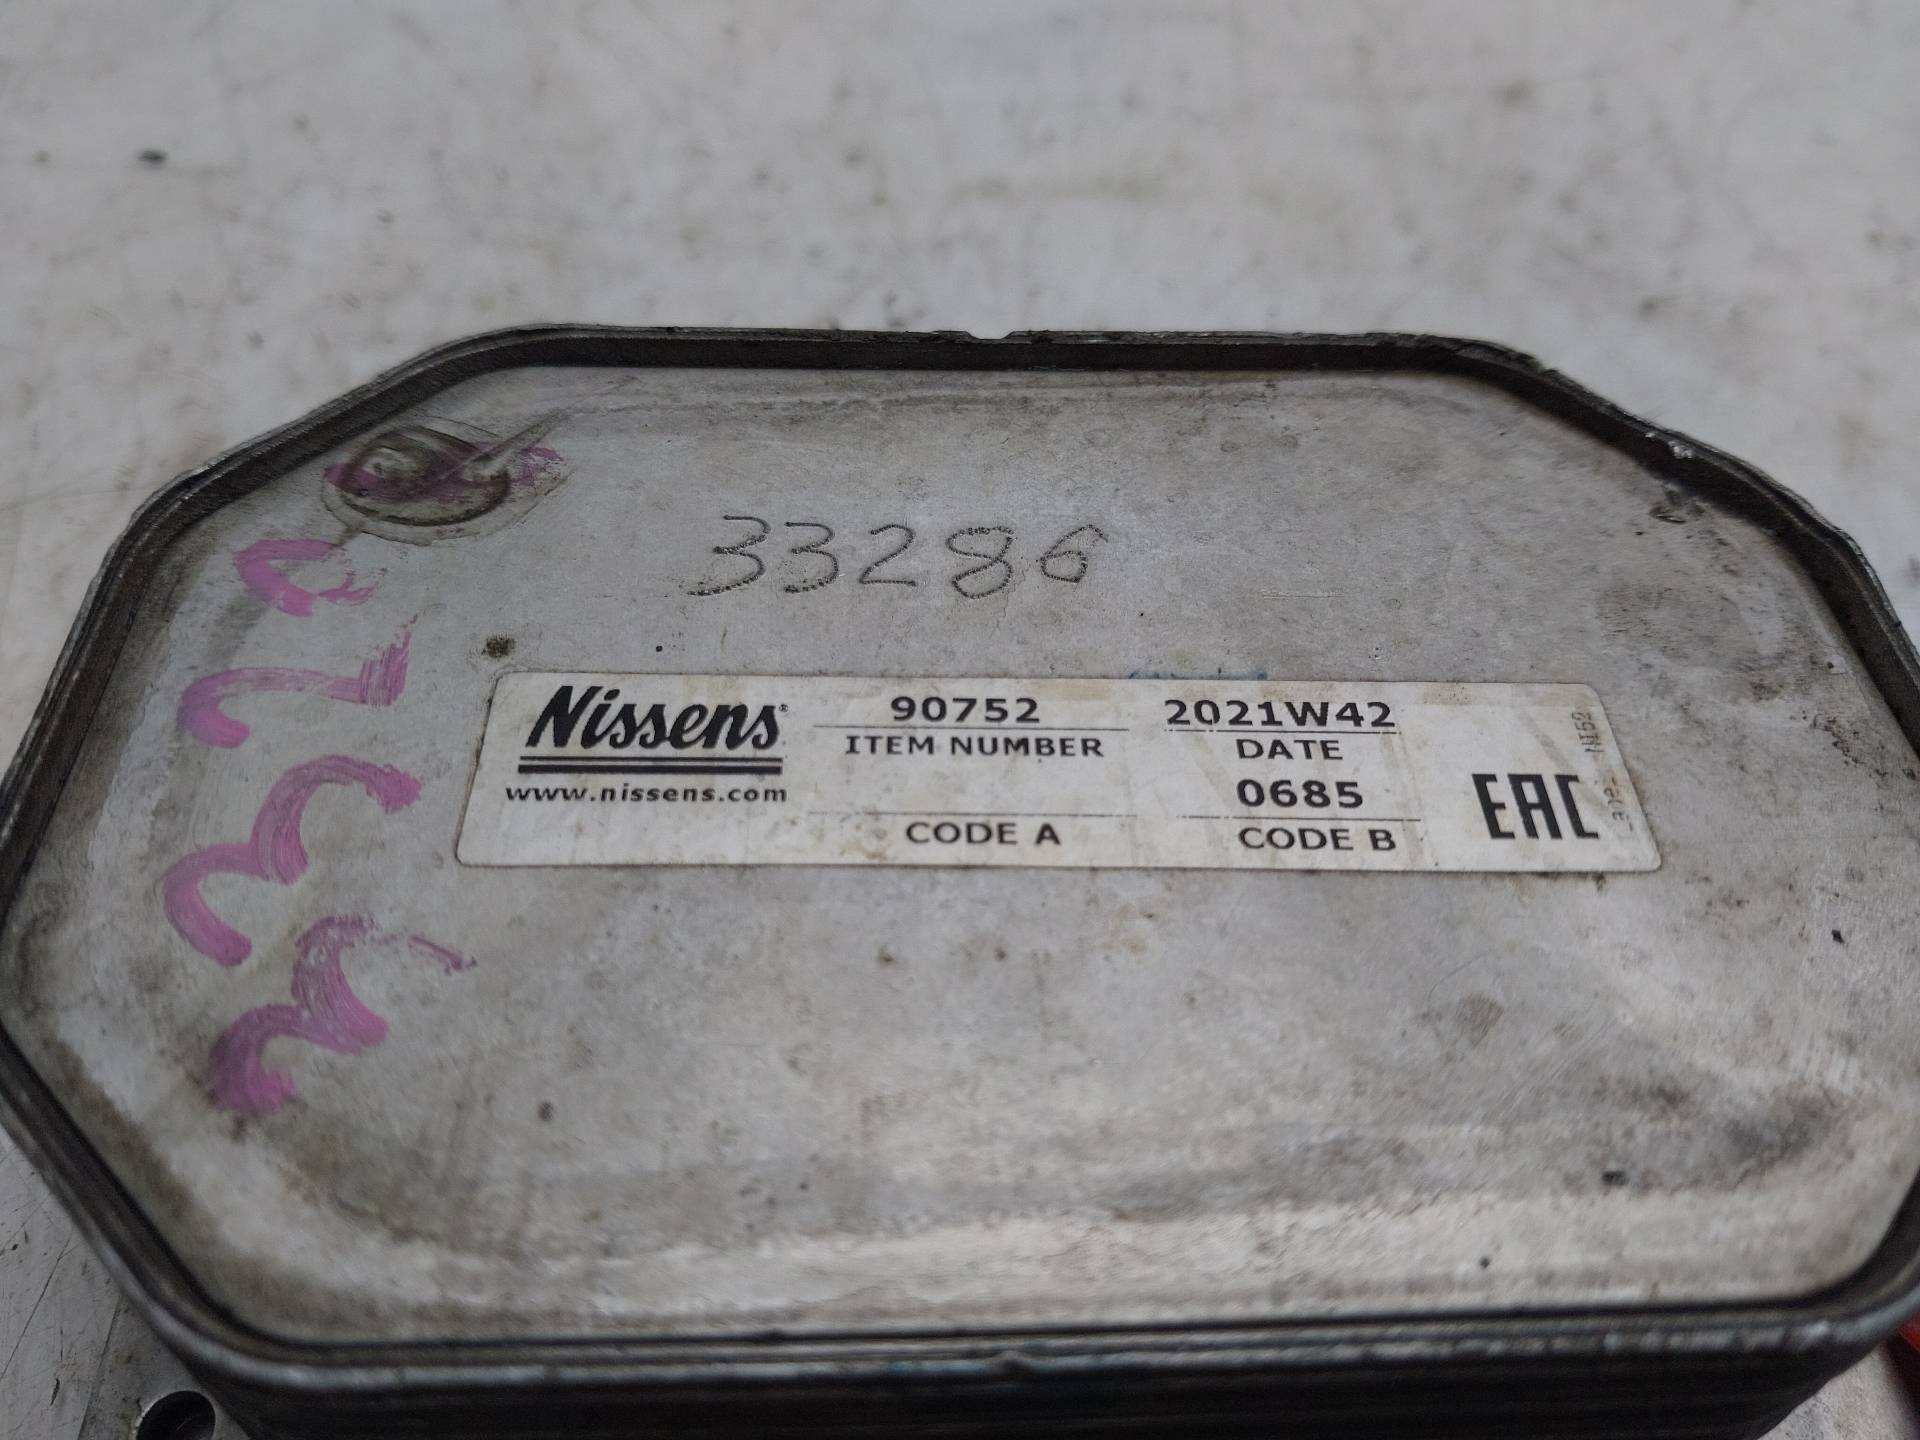 33286
Nissens
www.nissens.com
90752
ITEM NUMBER
CODE A
2021W42
DATE
0685
CODE B
EAC